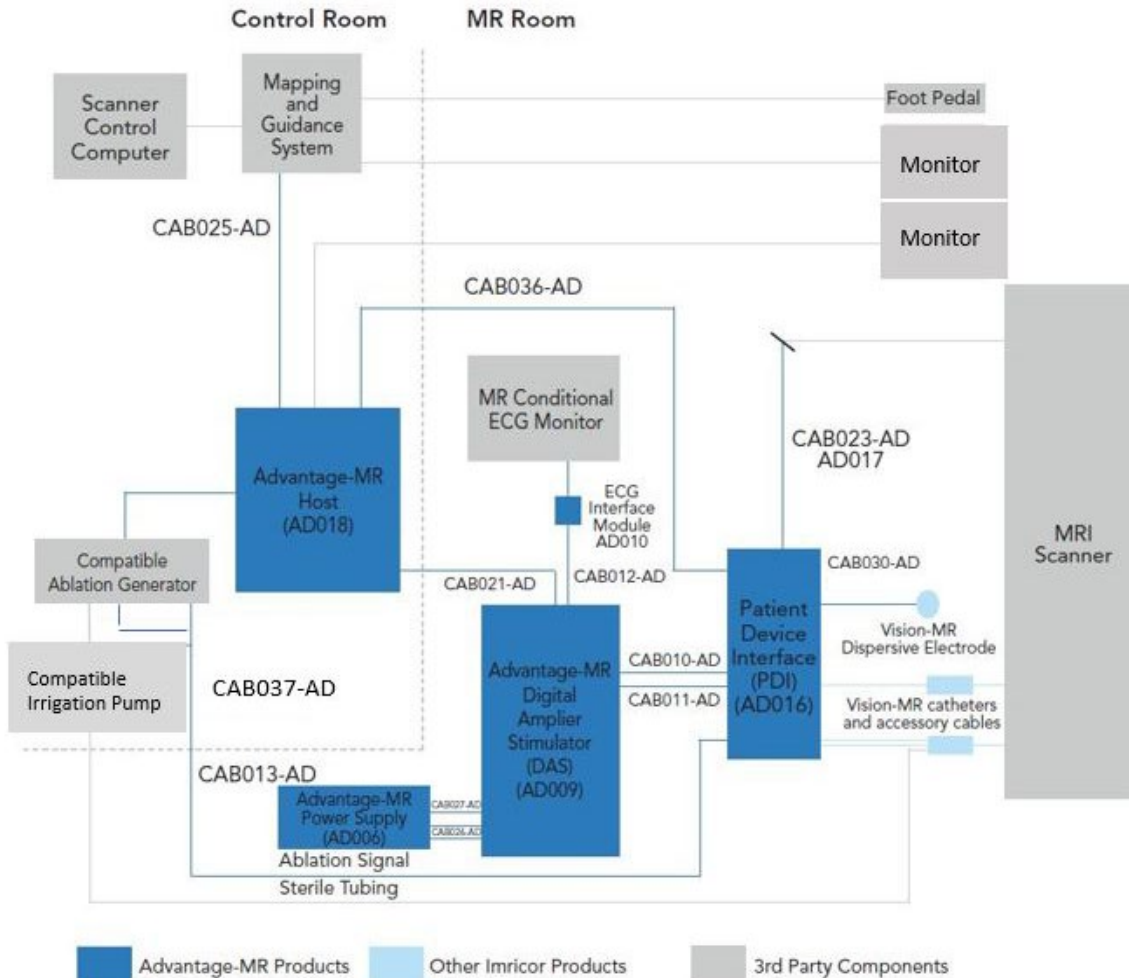 Control Room
MR Room
Scanner
Control
Computer
Mapping
and
Guidance
System
Foot Pedal
Monitor
Monitor
CAB025-AD
CAB036-AD
MR Conditional
ECG Monitor
CAB023-AD
AD017
MRI
Scanner
Advantage-MR
Host
(AD018)
ECG
Interface
Module
AD010
Compatible
Ablation Generator
CAB021-AD
CAB012-AD
CAB030-AD
Patient
Device
Interface
(PDI)
(AD016)
Vision-MR
Dispersive Electrode
Compatible
Irrigation Pump
CAB037-AD
Advantage-MR
Digital
Amplier
Stimulator
(DAS)
(AD009)
CAB010-AD
CAB011-AD
Vision-MR catheters
and accessory cables
CAB013-AD
Advantage-MR
Power Supply
(AD006)
CAB027-AD
CAB026-AD
Ablation Signal
Sterile Tubing
Advantage-MR Products
Other Imricor Products
3rd Party Components